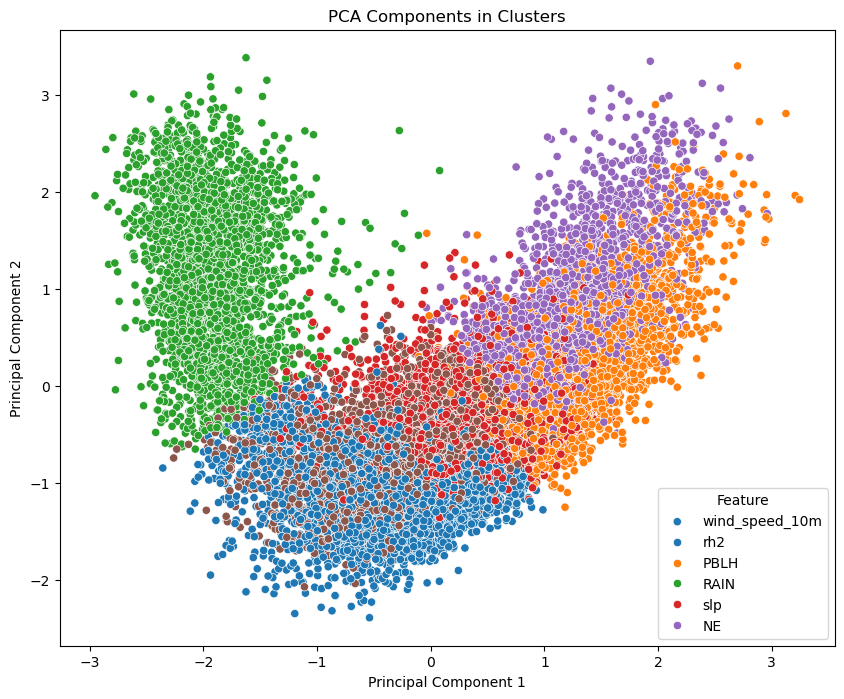 PCA Components in Clusters
Principal Component 2
3
2
1
0
−1
−2
−3
−2
−1
0
1
2
3
Principal Component 1
Feature
wind_speed_10m
rh2
PBLH
RAIN
slp
NE